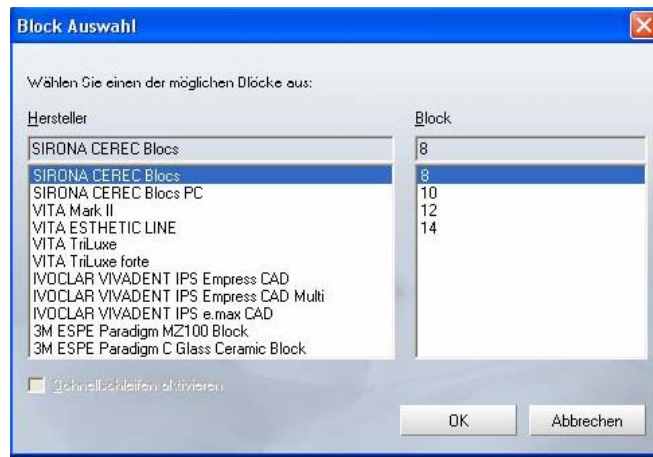 Block Auswahl
Wählen Sie einen der möglichen Blöcke aus:
Hersteller
Block
SIRONA CEREC Blocs
8
SIRONA CEREC Blocs
SIRONA CEREC Blocs PC
VITA Mark II
VITA ESTHETIC LINE
VITA TriLuxe
VITA TriLuxe forte
IVOCLAR VIVADENT IPS Empress CAD
IVOCLAR VIVADENT IPS Empress CAD Multi
IVOCLAR VIVADENT IPS e.max CAD
3M ESPE Paradigm MZ100 Block
3M ESPE Paradigm C Glass Ceramic Block
8
10
12
14
Schnellschleifen aktivieren
OK
Abbrechen